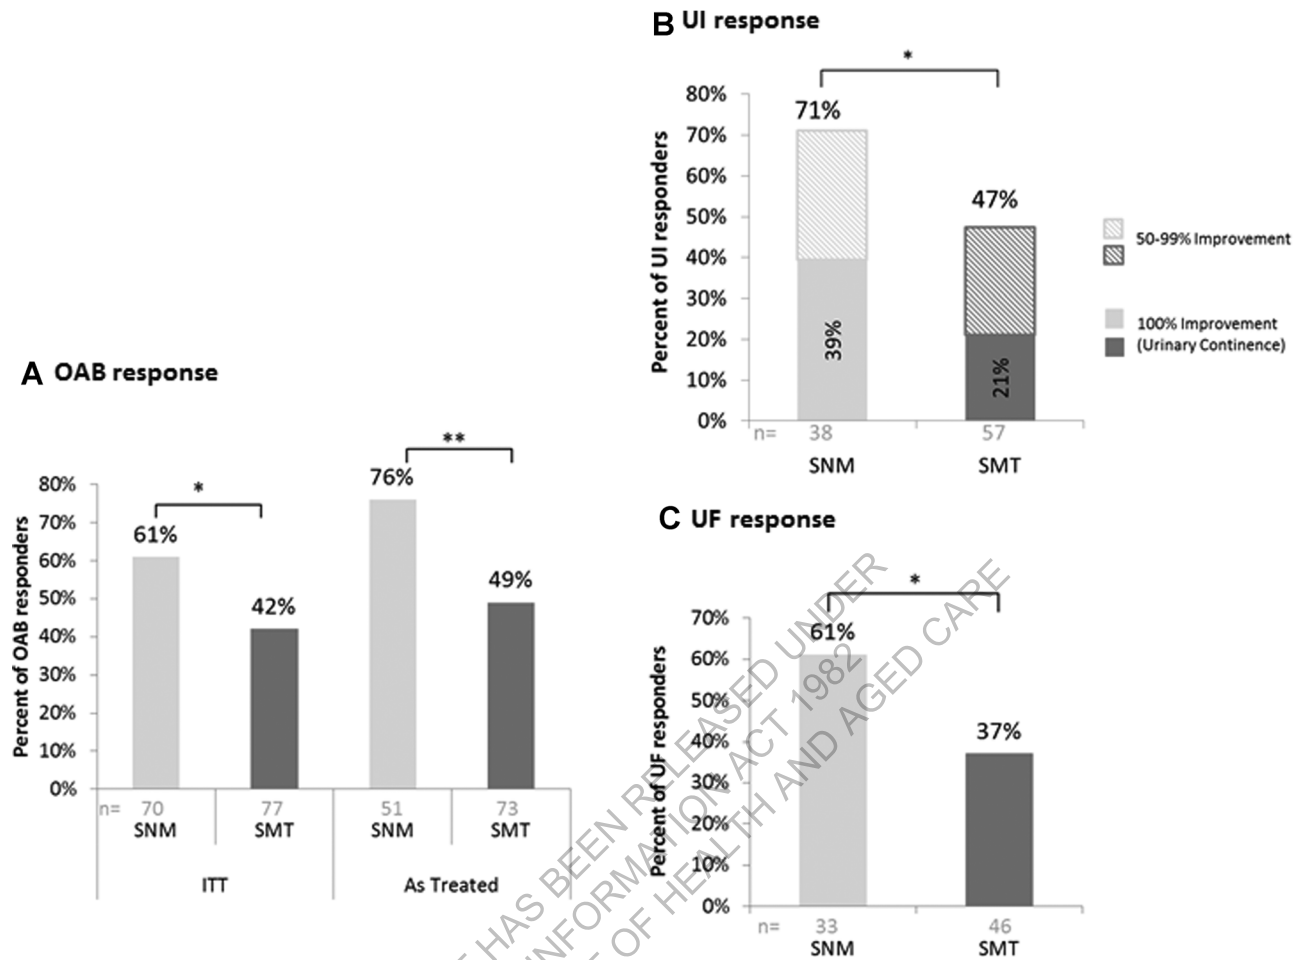 B UI response
*
80%
71%
70%
60%
50%
40%
30%
20%
10%
0%
Percent of UI responders
47%
39%
21%
50-99% Improvement
100% Improvement
(Urinary Continence)
n= 38 57
SNM SMT
A OAB response
*
**
80%
70%
60%
50%
40%
30%
20%
10%
0%
Percent of OAB responders
61%
42%
76%
49%
n= 70 77 51 73
SNM SMT SNM SMT
ITT As Treated
C UF response
*
70%
60%
50%
40%
30%
20%
10%
0%
Percent of UF responders
61%
37%
n= 33 46
SNM SMT
HAS BEEN RELEASED UNDER
INFORMATION ACT 1982
OF HEALTH AND AGED CARE